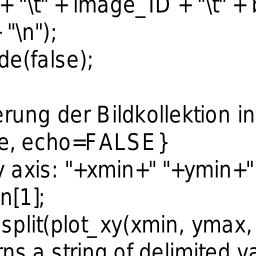 + "\t" + image_ID + "\t" +
"\n");
de(false);
erung der Bildkollektion in
e, echo=FALSE}
y axis: "+xmin+" "+ymin+"
n[1];
split(plot_xy(xmin, ymax,
rns a string of delimited va